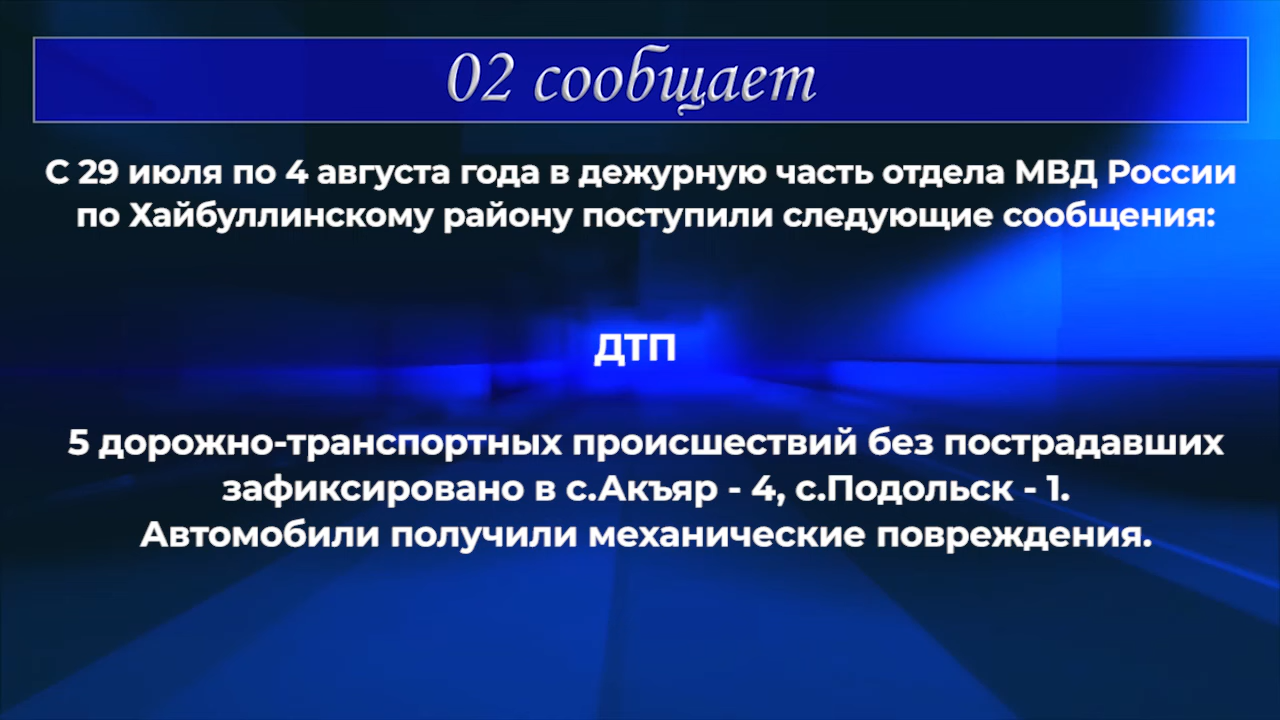 02 сообщает
С 29 июля по 4 августа года в дежурную часть отдела МВД России
по Хайбуллинскому району поступили следующие сообщения:
ДТП
5 дорожно-транспортных происшествий без пострадавших
зафиксировано в с.Акъяр - 4, с.Подольск - 1.
Автомобили получили механические повреждения.